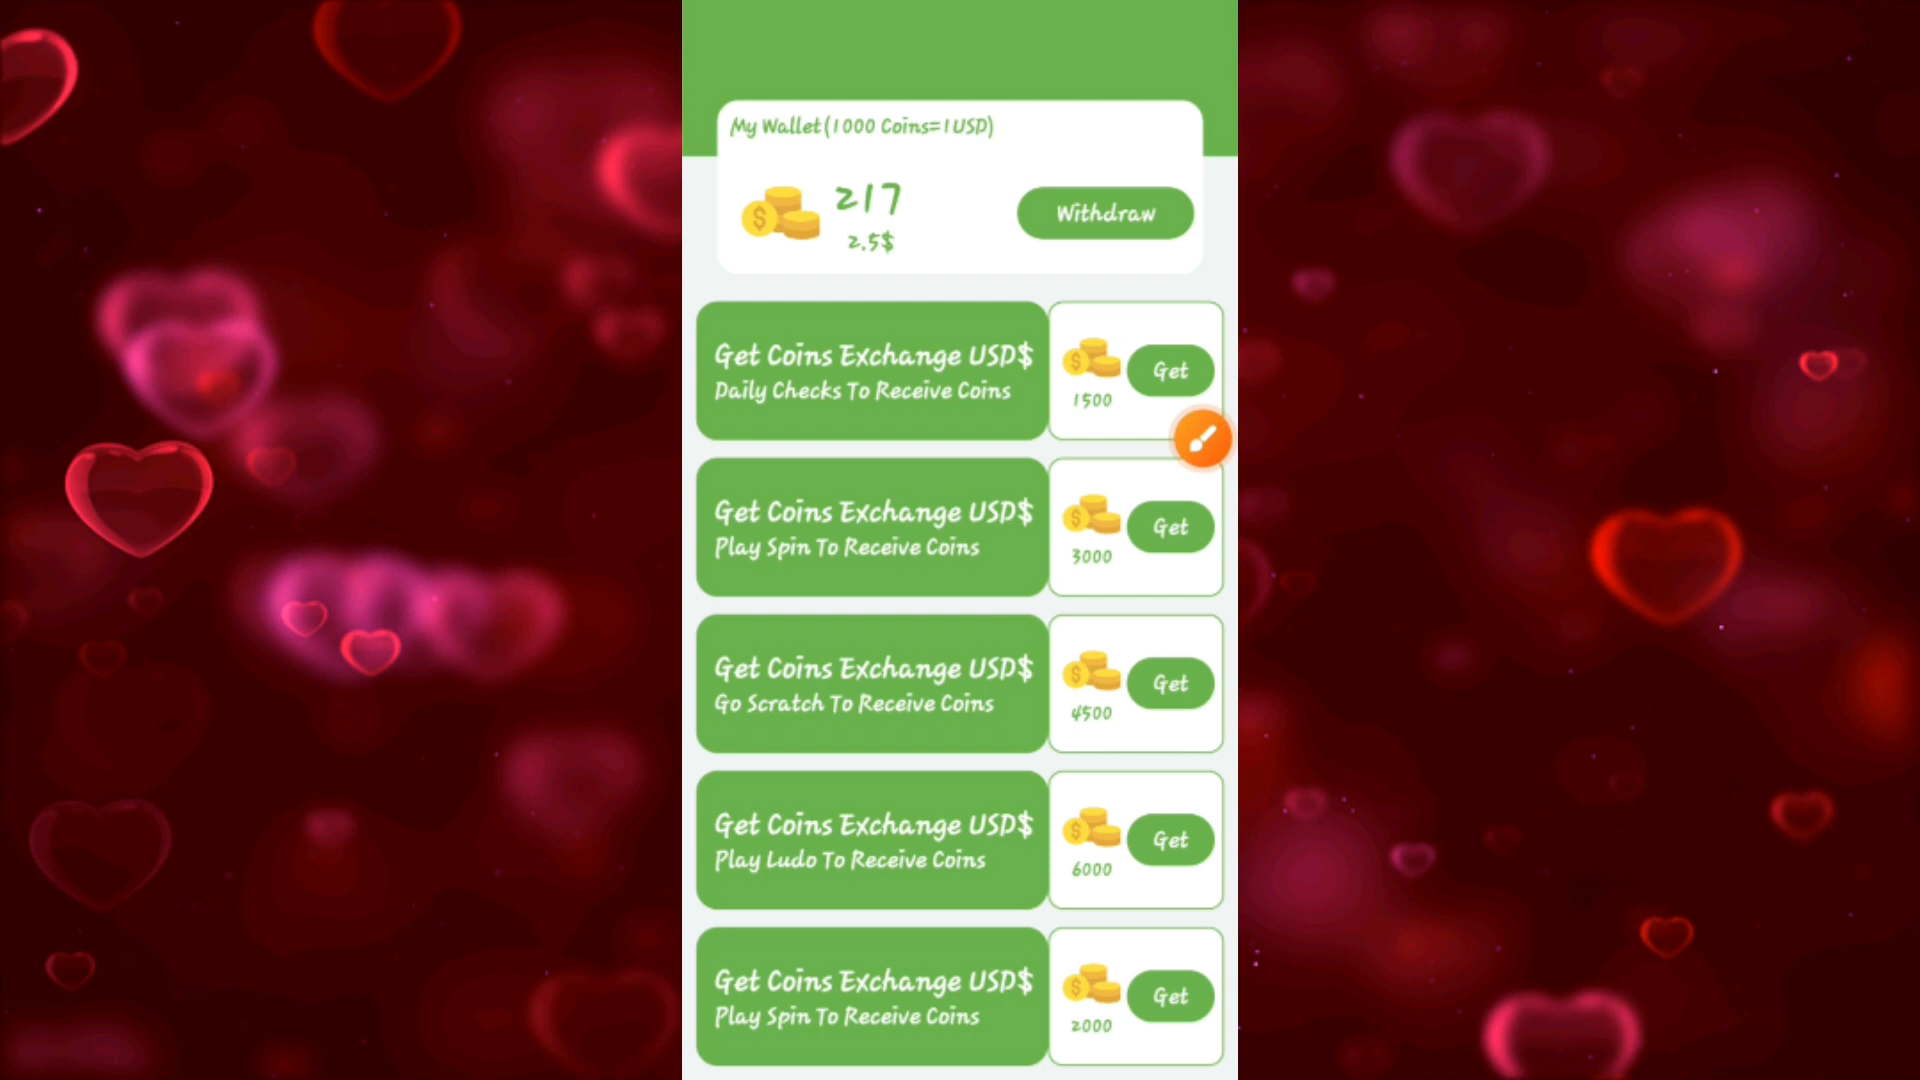 My Wallet(1000 Coins=1USD)
217
2.5$
Withdraw
Get Coins Exchange USD$
Daily Checks To Receive Coins
Get
1500
Get Coins Exchange USD$
Play Spin To Receive Coins
Get
3000
Get Coins Exchange USD$
Go Scratch To Receive Coins
Get
4500
Get Coins Exchange USD$
Play Ludo To Receive Coins
Get
6000
Get Coins Exchange USD$
Play Spin To Receive Coins
Get
2000